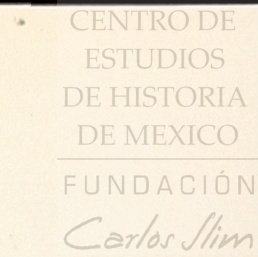 CENTRO DE
ESTUDIOS
DE HISTORIA
DE MEXICO
FUNDACIÓN
Carlos Slim